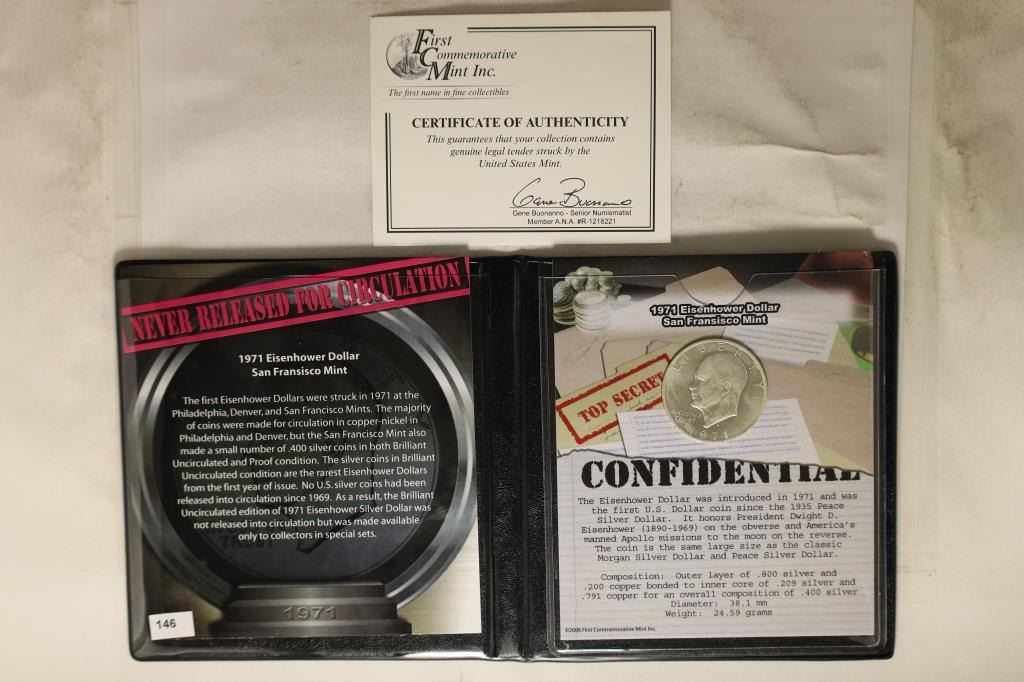 First
Commemorative
Mint Inc.
The first name in fine collectibles
CERTIFICATE OF AUTHENTICITY
This guarantees that your collection contains
genuine legal tender struck by the
United States Mint.
Gene Buonanno
Gene Buonanno - Senior Numismatist
Member A.N.A. #R-1218221
NEVER RELEASED FOR CIRCULATION
1971 Eisenhower Dollar
San Fransisco Mint
The first Eisenhower Dollars were struck in 1971 at the
Philadelphia, Denver, and San Francisco Mints. The majority
of coins were made for circulation in copper-nickel in
Philadelphia and Denver, but the San Francisco Mint also
made a small number of .400 silver coins in both Brilliant
Uncirculated and Proof condition. The silver coins in Brilliant
Uncirculated condition are the rarest Eisenhower Dollars
from the first year of issue. No U.S. silver coins had been
released into circulation since 1969. As a result, the Brilliant
Uncirculated edition of 1971 Eisenhower Silver Dollar was
not released into circulation but was made available
only to collectors in special sets.
TRUST
1971
146
1971 Eisenhower Dollar
San Fransisco Mint
LIBERTY
IN GOD WE
TRUST
1971
TOP SECRET
CONFIDENTIAL
The Eisenhower Dollar was introduced in 1971 and was
the first U.S. Dollar coin since the 1935 Peace
Silver Dollar. It honors President Dwight D.
Eisenhower (1890-1969) on the obverse and America's
manned Apollo missions to the moon on the reverse.
The coin is the same large size as the classic
Morgan Silver Dollar and Peace Silver Dollar.
Composition: Outer layer of .800 silver and
.200 copper bonded to inner core of .209 silver and
.791 copper for an overall composition of .400 silver
Diameter: 38.1 mm
Weight: 24.59 grams
©2006 First Commemorative Mint Inc.